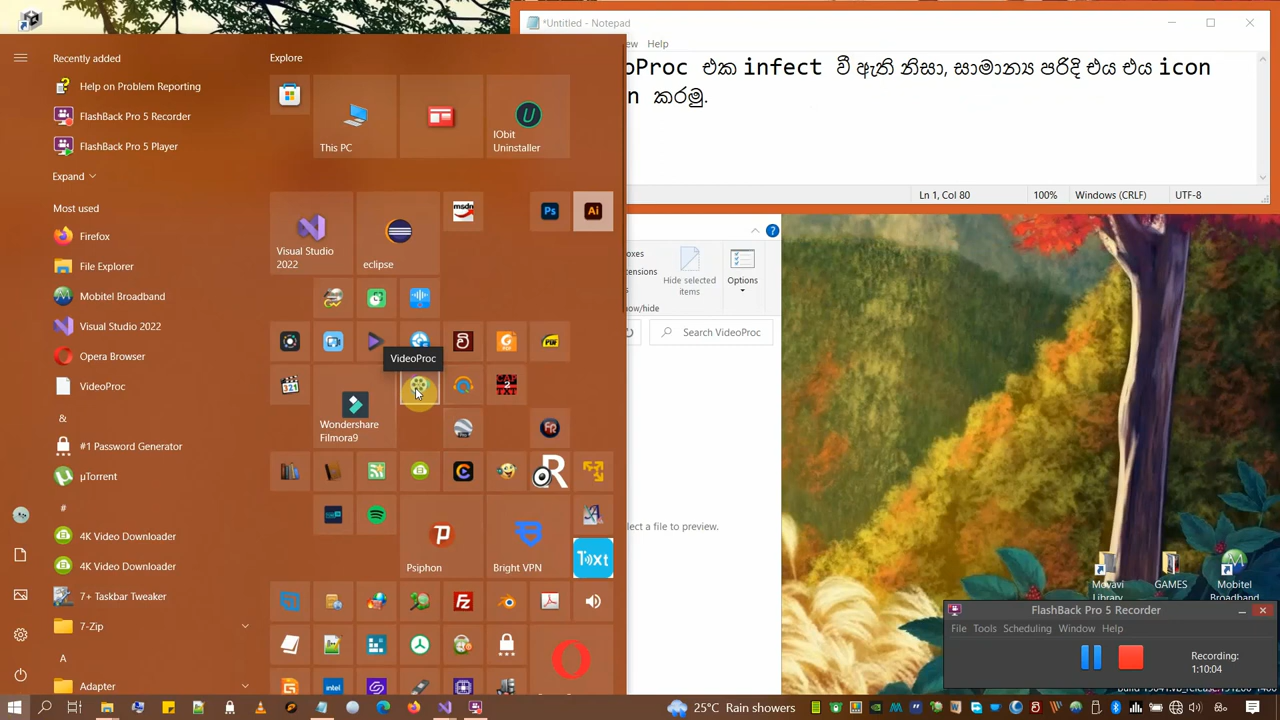 *Untitled - Notepad
ew Help
oProc එක infect වී ඇති නිසා, සාමාන්‍ය පරිදි එය එය icon
n කරමු.
Ln 1, Col 80 100% Windows (CRLF) UTF-8
Recently added
Help on Problem Reporting
FlashBack Pro 5 Recorder
FlashBack Pro 5 Player
Expand
Most used
Firefox
File Explorer
Mobitel Broadband
Visual Studio 2022
Opera Browser
VideoProc
&
#1 Password Generator
µTorrent
#
4K Video Downloader
4K Video Downloader
7+ Taskbar Tweaker
7-Zip
A
Adapter
Explore
This PC
IObit
Uninstaller
Visual Studio
2022
eclipse
msdn
Ps
Ai
VideoProc
Wondershare
Filmora9
Psiphon
Bright VPN
Text
intel
oxes
tensions
s
Hide selected
items
Options
ow/hide
Search VideoProc
lect a file to preview.
Movavi
Library
GAMES
Mobitel
Broadband
FlashBack Pro 5 Recorder
File Tools Scheduling Window Help
Recording:
1:10:04
25°C Rain showers